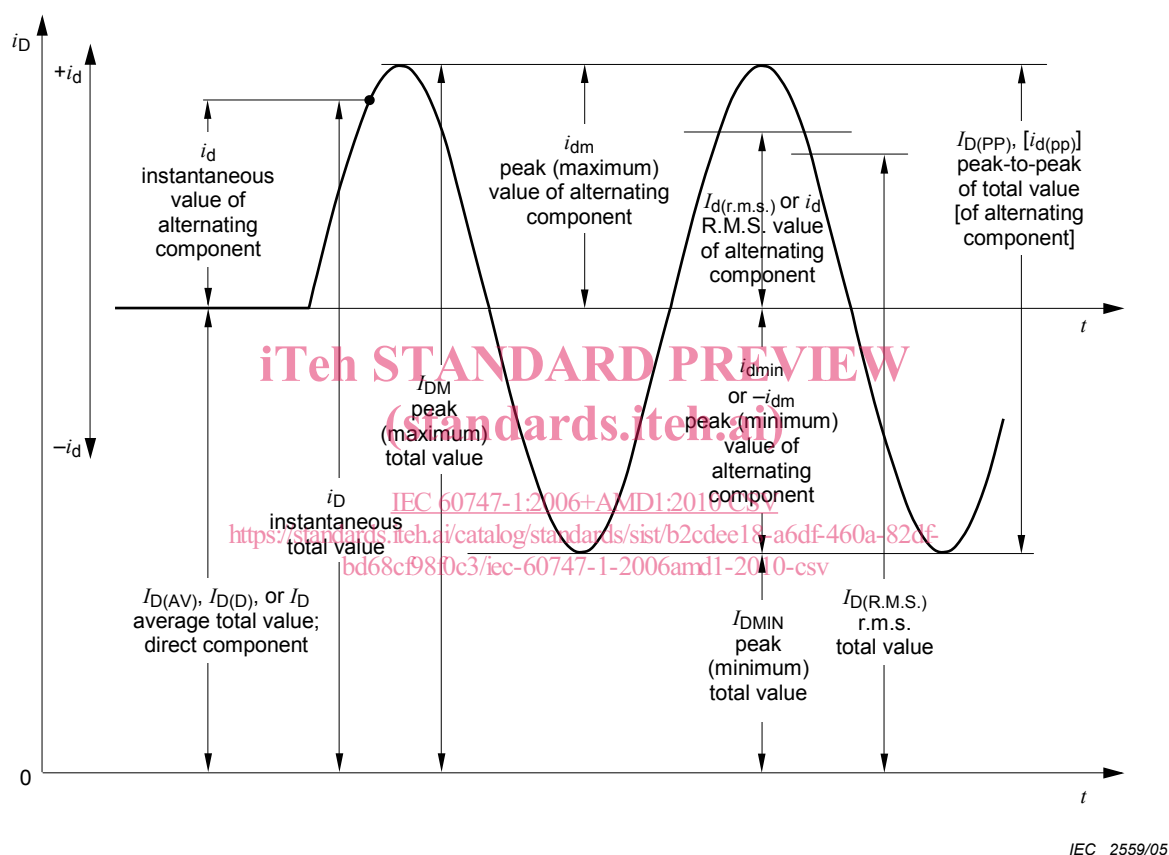 iD
+id
–id
0
id
instantaneous
value of
alternating
component
idm
peak (maximum)
value of alternating
component
Id(r.m.s.) or id
R.M.S. value
of alternating
component
ID(PP), [id(pp)]
peak-to-peak
of total value
[of alternating
component]
t
iTeh STANDARD PREVIEW
(standards.iteh.ai)
IDM
peak
(maximum)
total value
idmin
or –idm
peak (minimum)
value of
alternating
component
iD
instantaneous
total value
IEC 60747-1:2006+AMD1:2010 CSV
https://standards.iteh.ai/catalog/standards/sist/b2cdee18-a6df-460a-82df-
bd68cf98f0c3/iec-60747-1-2006amd1-2010-csv
ID(AV), ID(D), or ID
average total value;
direct component
IDMIN
peak
(minimum)
total value
ID(R.M.S.)
r.m.s.
total value
t
IEC 2559/05